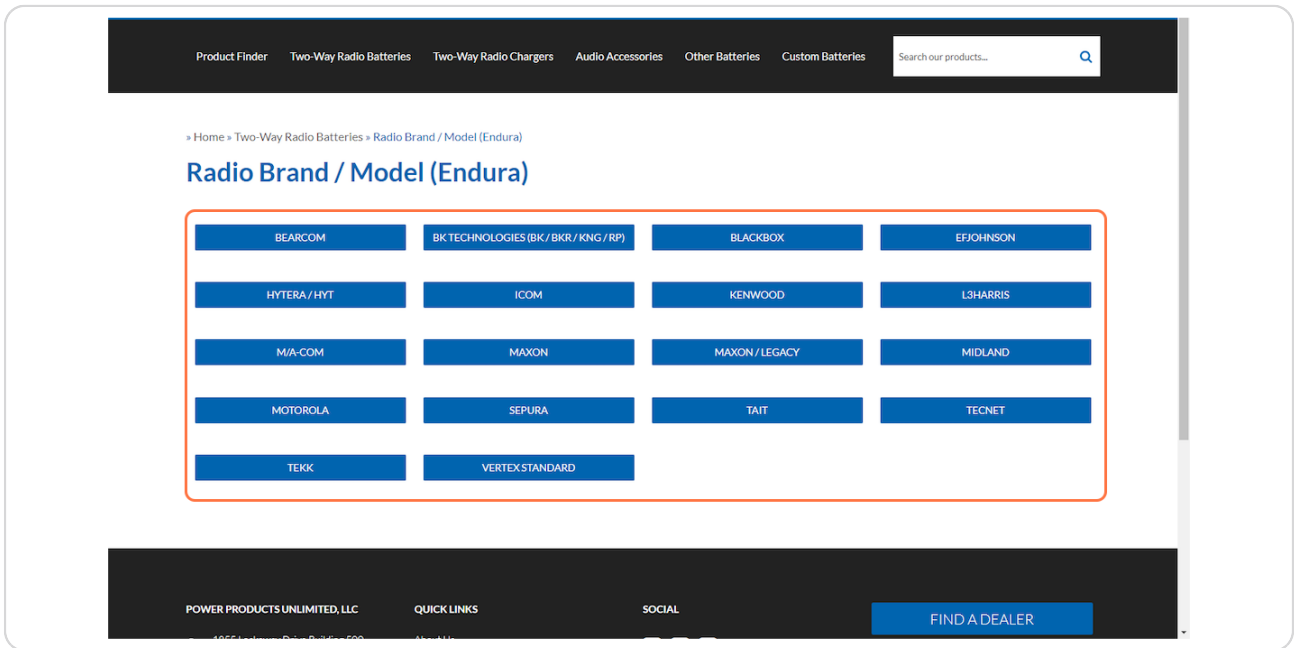 Product Finder Two-Way Radio Batteries Two-Way Radio Chargers Audio Accessories Other Batteries Custom Batteries Search our products...
» Home » Two-Way Radio Batteries » Radio Brand / Model (Endura)
Radio Brand / Model (Endura)
BEARCOM BK TECHNOLOGIES (BK / BKR / KNG / RP) BLACKBOX EFJOHNSON
HYTERA / HYT ICOM KENWOOD L3HARRIS
M/A-COM MAXON MAXON / LEGACY MIDLAND
MOTOROLA SEPURA TAIT TECNET
TEKK VERTEX STANDARD
POWER PRODUCTS UNLIMITED, LLC QUICK LINKS SOCIAL FIND A DEALER
About Us